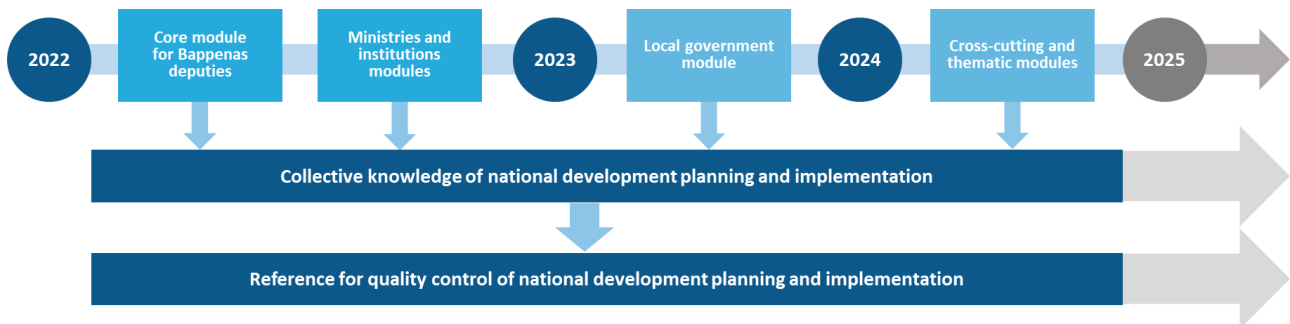 2022
Core module
for Bappenas
deputies
Ministries and
institutions
modules
2023
Local government
module
2024
Cross-cutting and
thematic modules
2025
Collective knowledge of national development planning and implementation
Reference for quality control of national development planning and implementation